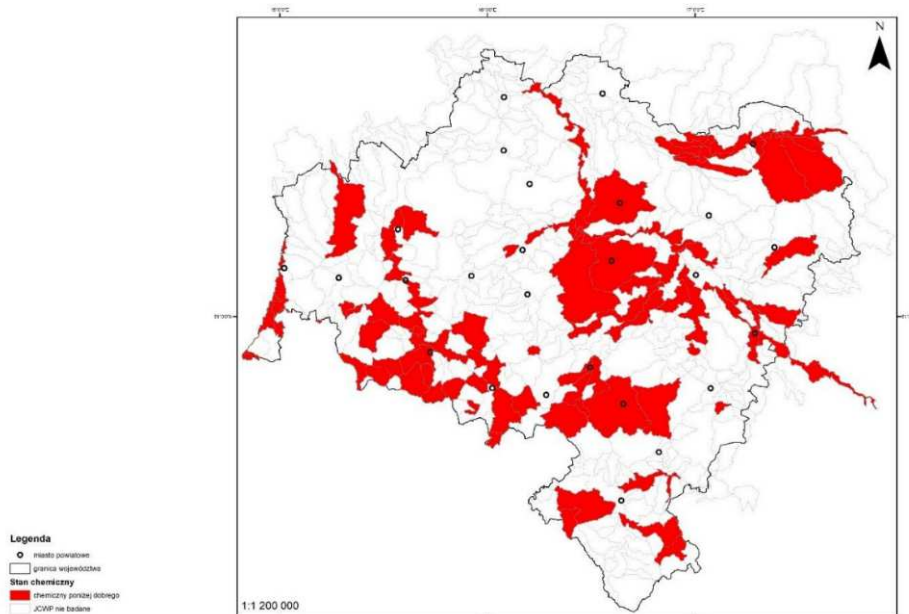 N
1:1 200 000
Legenda
miasto powiatowe
granica województwa
Stan chemiczny
chemiczny poniżej dobrego
JCWP nie badane